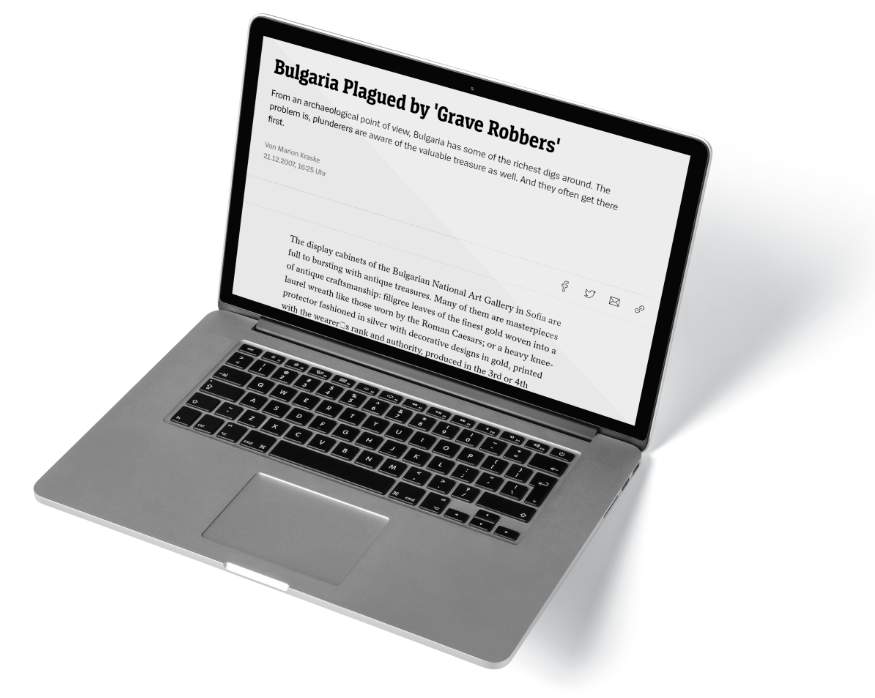 Bulgaria Plagued by 'Grave Robbers'
From an archaeological point of view, Bulgaria has some of the richest digs around. The
problem is, plunderers are aware of the valuable treasure as well. And they often get there
first.
Von Marion Kraske
21.12.2007, 16:25 Uhr
The display cabinets of the Bulgarian National Art Gallery in Sofia are
full to bursting with antique treasures. Many of them are masterpieces
of antique craftsmanship: filigree leaves of the finest gold woven into a
laurel wreath like those worn by the Roman Caesars; or a heavy knee-
protector fashioned in silver with decorative designs in gold, printed
with the wearer□s rank and authority, produced in the 3rd or 4th
Q W E R T Y U I O P
A S D F G H J K L
Z X C V B N M
cmd